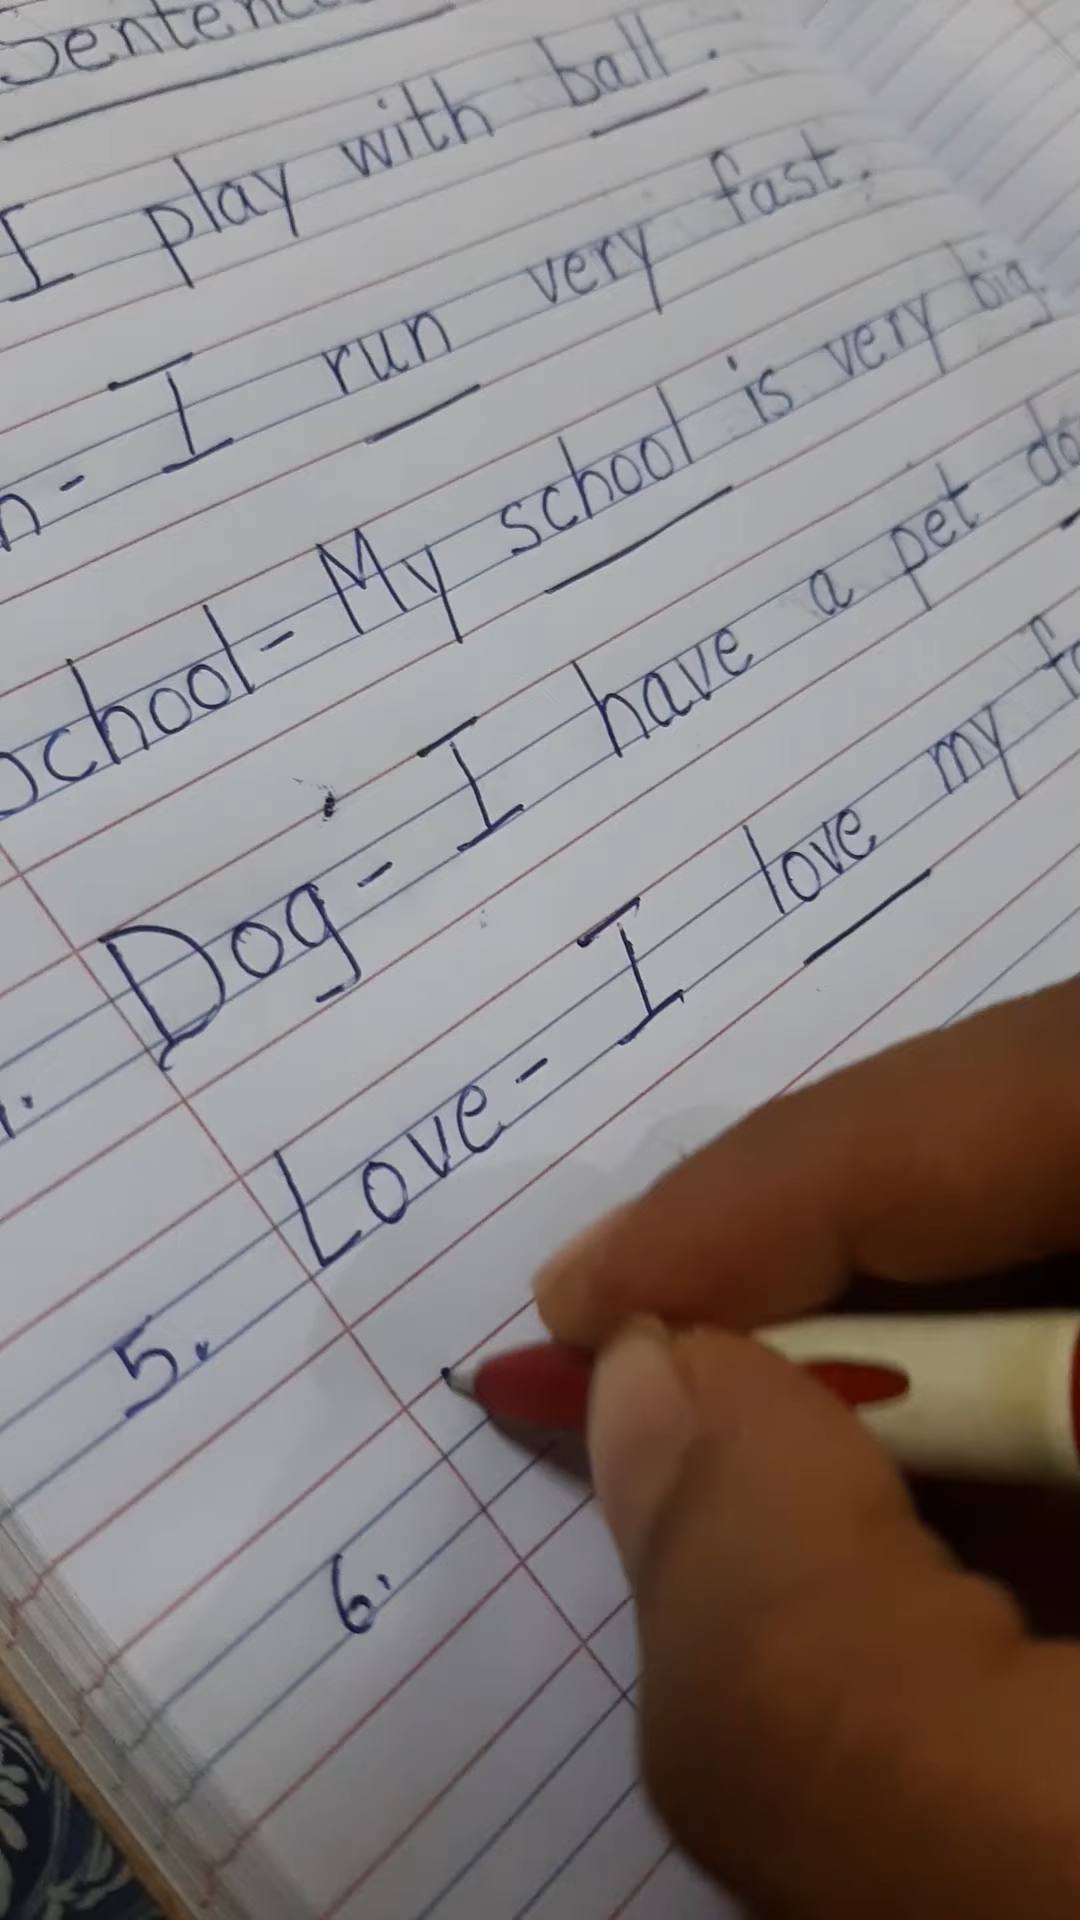 I play with ball.
- I run very fast.
School - My school is very big.
4. Dog - I have a pet
5. Love - I love my
6.